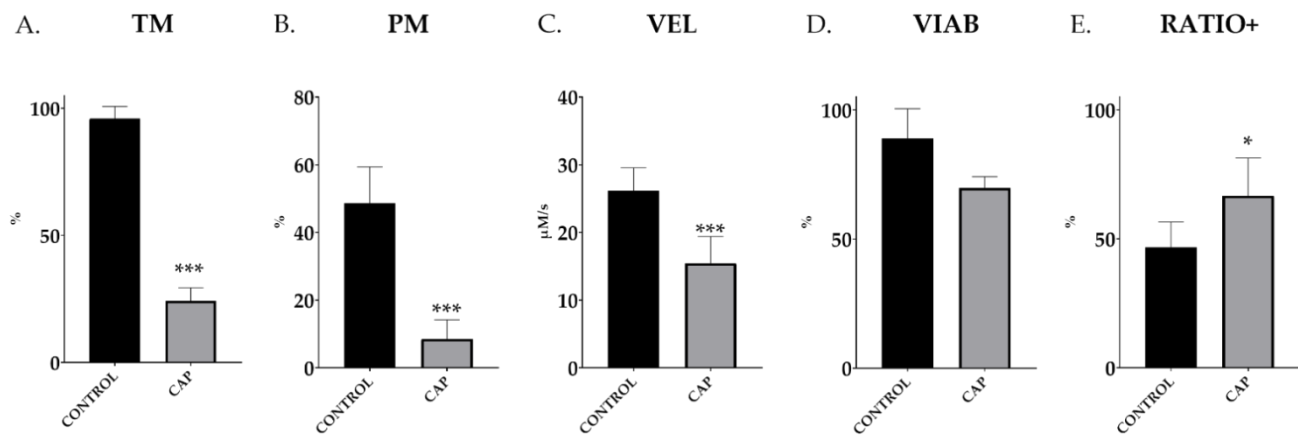 A. TM
B. PM
C. VEL
D. VIAB
E. RATIO+
100
50
0
%
***
CONTROL
CAP
80
60
40
20
0
%
***
CONTROL
CAP
40
30
20
10
0
µM/s
***
CONTROL
CAP
100
50
0
%
CONTROL
CAP
100
50
0
%
*
CONTROL
CAP